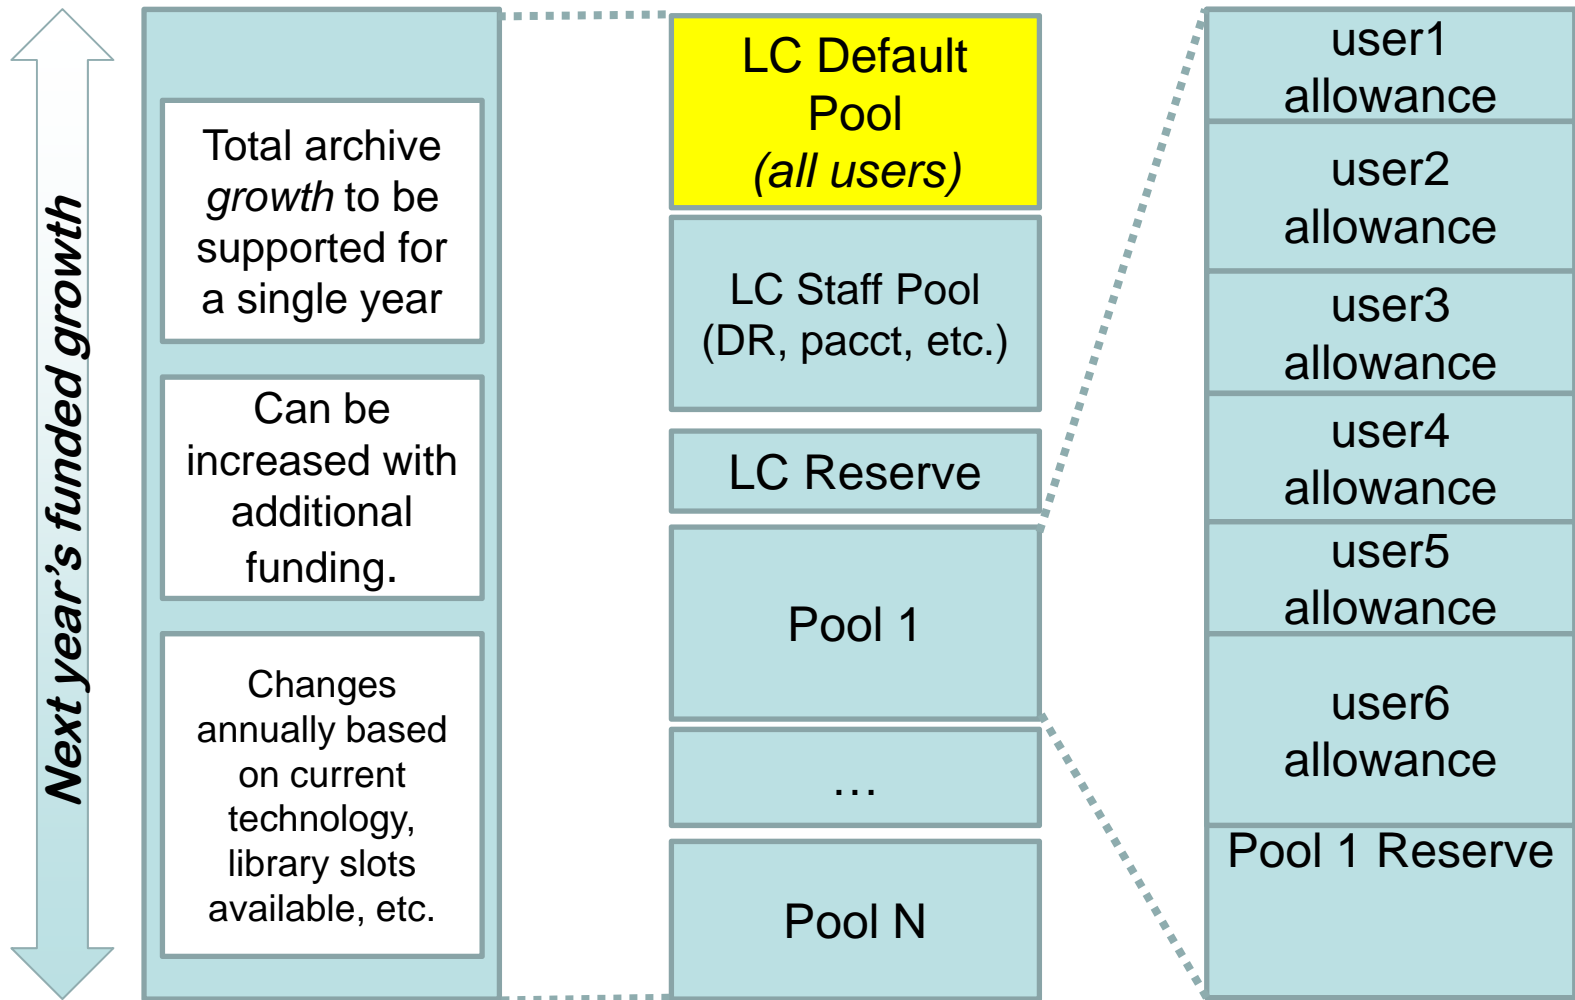 Next year’s funded growth
Total archive
growth to be
supported for
a single year
Can be
increased with
additional
funding.
Changes
annually based
on current
technology,
library slots
available, etc.
LC Default
Pool
(all users)
LC Staff Pool
(DR, pacct, etc.)
LC Reserve
Pool 1
…
Pool N
user1
allowance
user2
allowance
user3
allowance
user4
allowance
user5
allowance
user6
allowance
Pool 1 Reserve